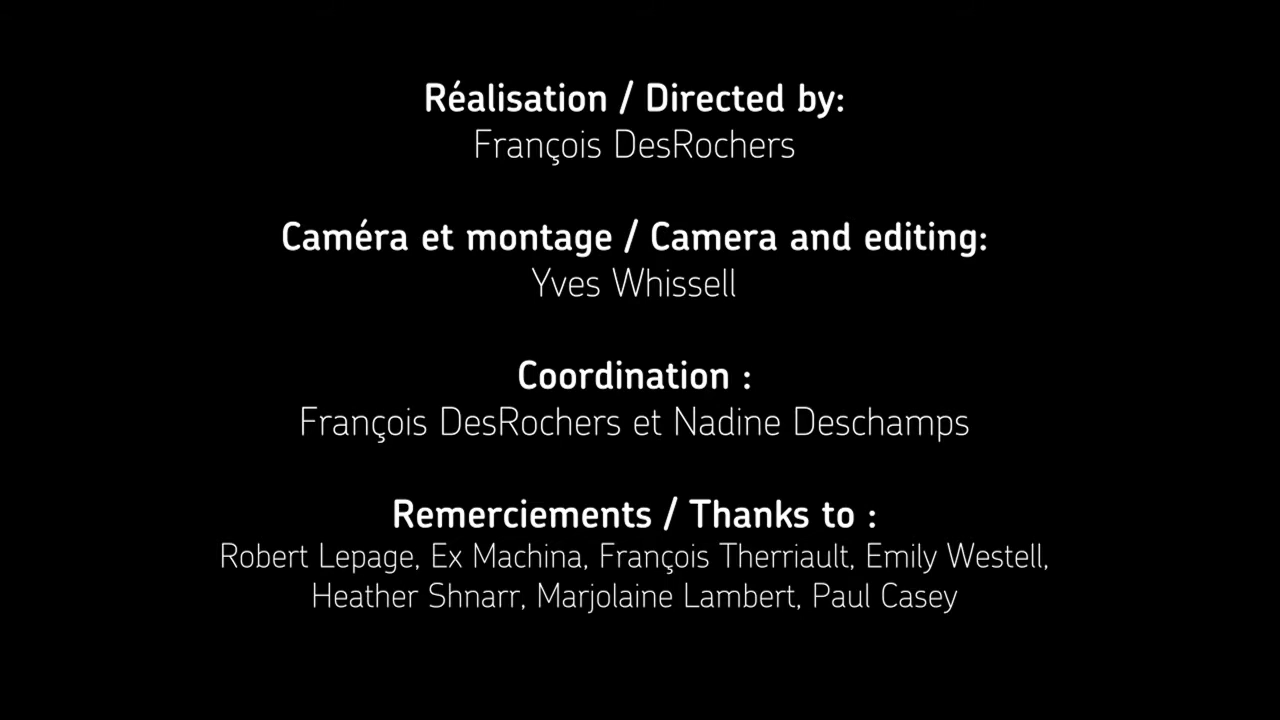 Réalisation / Directed by:
François DesRochers
Caméra et montage / Camera and editing:
Yves Whissell
Coordination :
François DesRochers et Nadine Deschamps
Remerciements / Thanks to :
Robert Lepage, Ex Machina, François Therriault, Emily Westell,
Heather Shnarr, Marjolaine Lambert, Paul Casey